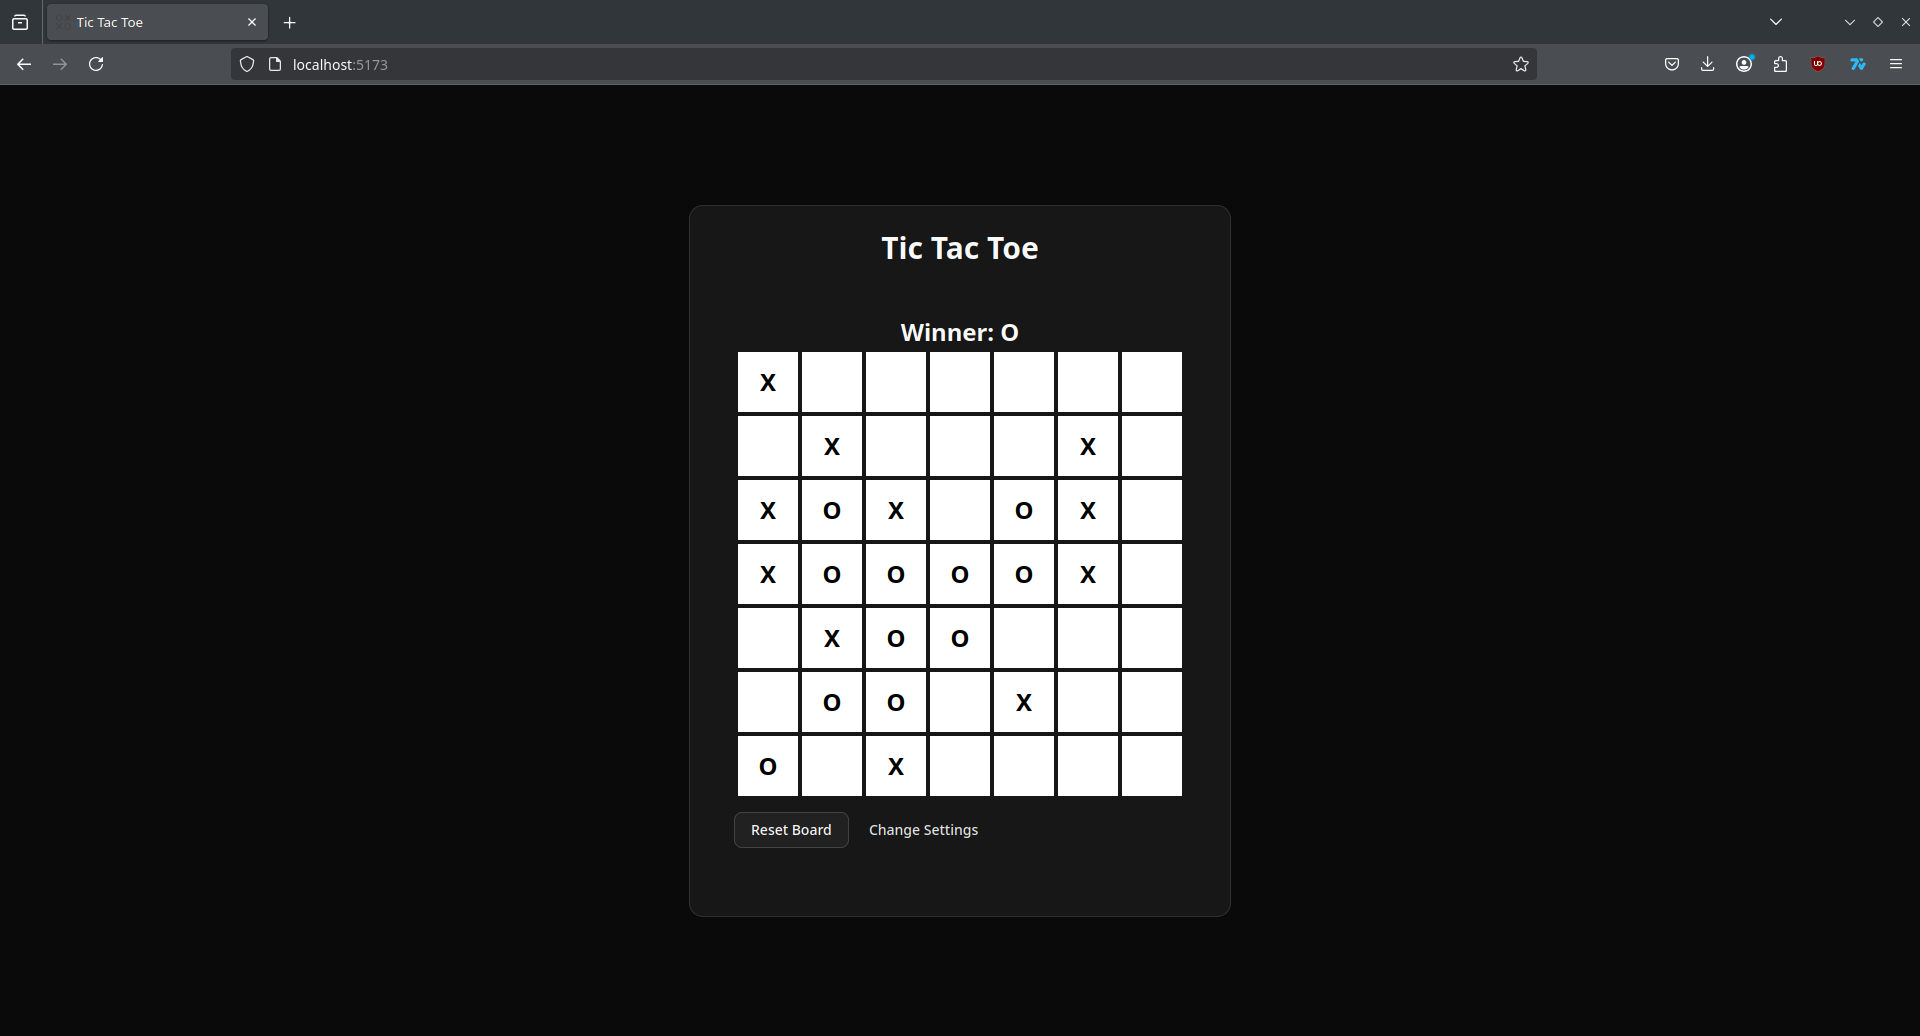 Tic Tac Toe
localhost:5173
Tic Tac Toe
Winner: O
X
X X
X O X O X
X O O O O X
X O O
O O X
O X
Reset Board Change Settings